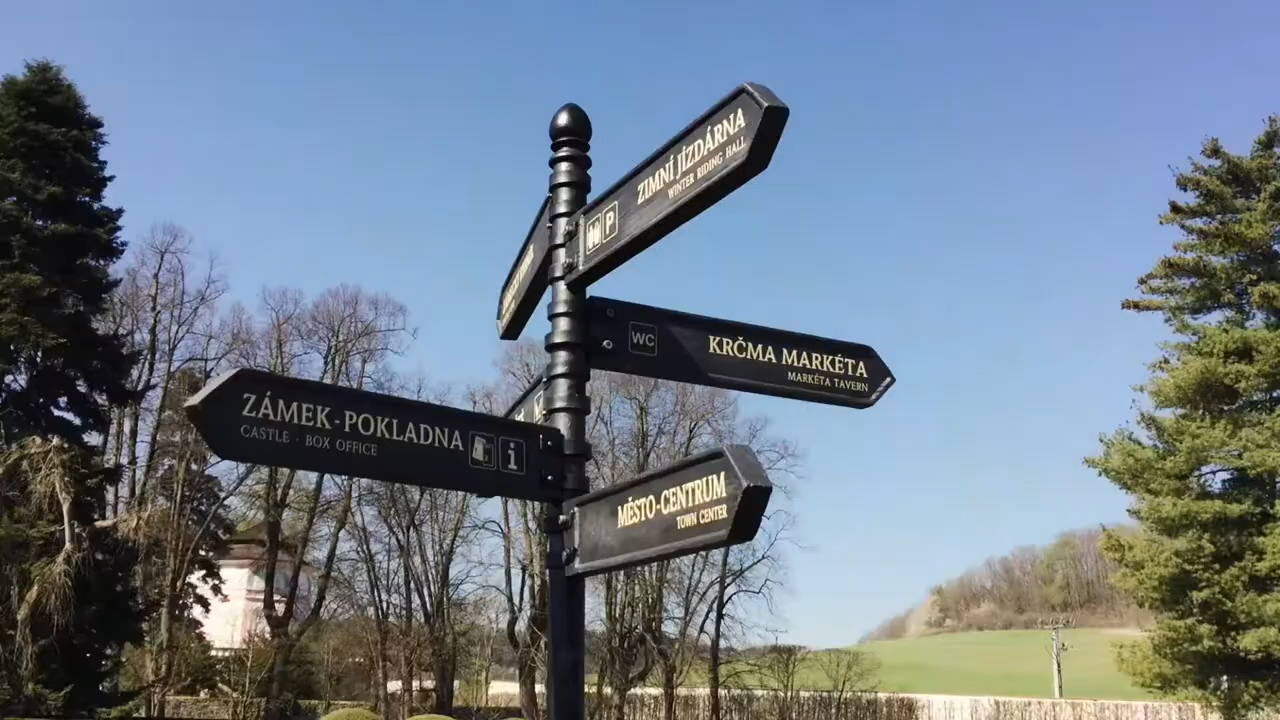 ZIMNÍ JÍZDÁRNA
WINTER RIDING HALL
P
WC
KRČMA MARKÉTA
MARKÉTA TAVERN
ZÁMEK-POKLADNA
CASTLE · BOX OFFICE
i
MĚSTO-CENTRUM
TOWN CENTER